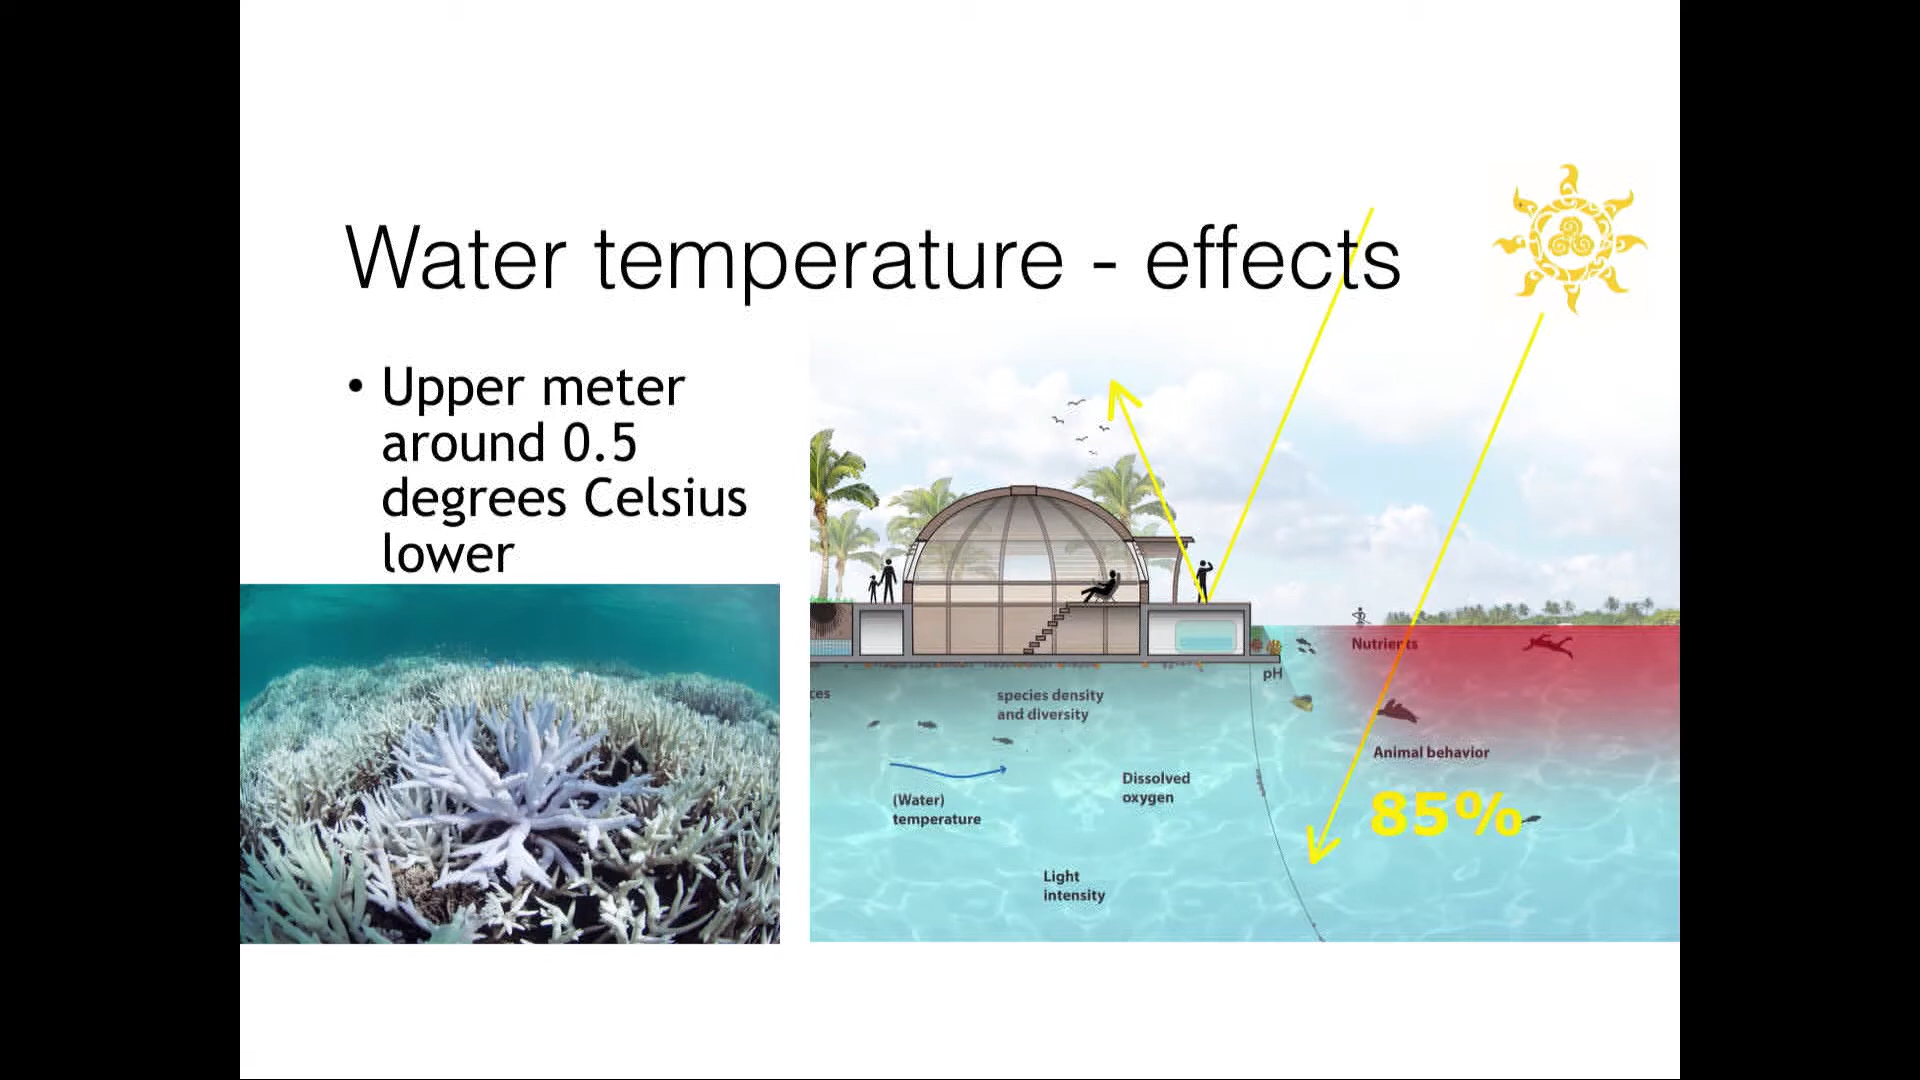 Water temperature - effects
• Upper meter
around 0.5
degrees Celsius
lower
Nutrients
pH
species density
and diversity
Animal behavior
Dissolved
oxygen
85%
(Water)
temperature
Light
intensity